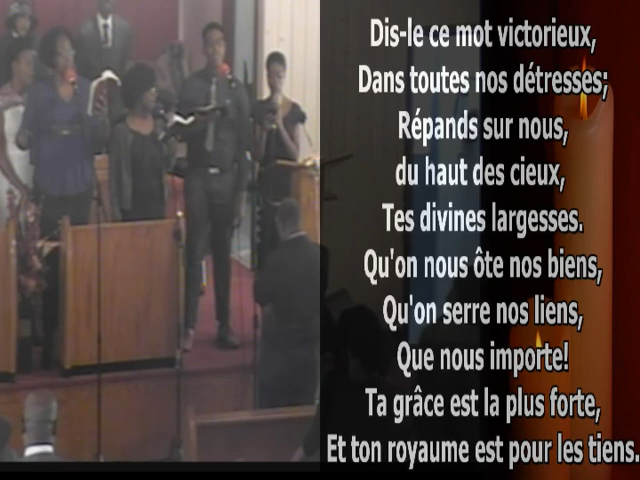 Dis-le ce mot victorieux,
Dans toutes nos détresses;
Répands sur nous,
du haut des cieux,
Tes divines largesses.
Qu'on nous ôte nos biens,
Qu'on serre nos liens,
Que nous importe!
Ta grâce est la plus forte,
Et ton royaume est pour les tiens.